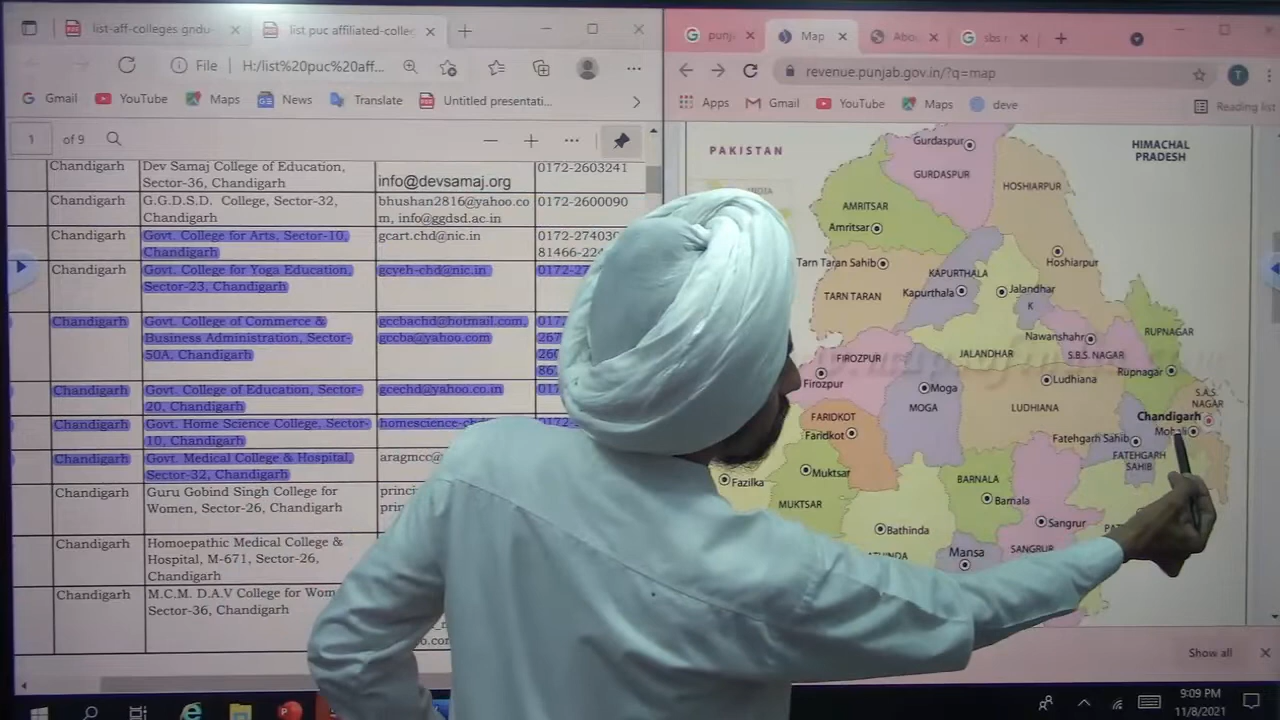 list-aff-colleges gndu
list puc affiliated-colle
File
H:/list%20puc%20aff...
Gmail
YouTube
Maps
News
Translate
Untitled presentati...
1
of 9
Chandigarh
Dev Samaj College of Education,
Sector-36, Chandigarh
info@devsamaj.org
0172-2603241
Chandigarh
G.G.D.S.D. College, Sector-32,
Chandigarh
bhushan2816@yahoo.co
m, info@ggdsd.ac.in
0172-2600090
Chandigarh
Govt. College for Arts, Sector-10,
Chandigarh
gcart.chd@nic.in
Chandigarh
Govt. College for Yoga Education,
Sector-23, Chandigarh
gcyeh-chd@nic.in
Chandigarh
Govt. College of Commerce &
Business Administration, Sector-
50A, Chandigarh
gccbachd@hotmail.com,
gccba@yahoo.com
Chandigarh
Govt. College of Education, Sector-
20, Chandigarh
gcechd@yahoo.co.in
Chandigarh
Govt. Home Science College, Sector-
10, Chandigarh
Chandigarh
Govt. Medical College & Hospital,
Sector-32, Chandigarh
Chandigarh
Guru Gobind Singh College for
Women, Sector-26, Chandigarh
Chandigarh
Homoepathic Medical College &
Hospital, M-671, Sector-26,
Chandigarh
Chandigarh
M.C.M. D.A.V College for Wom
Sector-36, Chandigarh
punj
Map
Abo
sbs
revenue.punjab.gov.in/?q=map
T
Apps
Gmail
YouTube
Maps
deve
Reading list
PAKISTAN
INDIA
HIMACHAL
PRADESH
Gurdaspur
GURDASPUR
HOSHIARPUR
AMRITSAR
Amritsar
Hoshiarpur
Tarn Taran Sahib
KAPURTHALA
TARN TARAN
Kapurthala
Jalandhar
K
RUPNAGAR
Nawanshahr
S.B.S. NAGAR
JALANDHAR
FIROZPUR
Firozpur
Rupnagar
Moga
Ludhiana
MOGA
LUDHIANA
S.A.S.
NAGAR
FARIDKOT
Faridkot
Chandigarh
Fatehgarh Sahib
FATEHGARH
SAHIB
Muktsar
Fazilka
MUKTSAR
BARNALA
Barnala
Bathinda
Sangrur
SANGRUR
Mansa
Show all
9:09 PM
11/8/2021